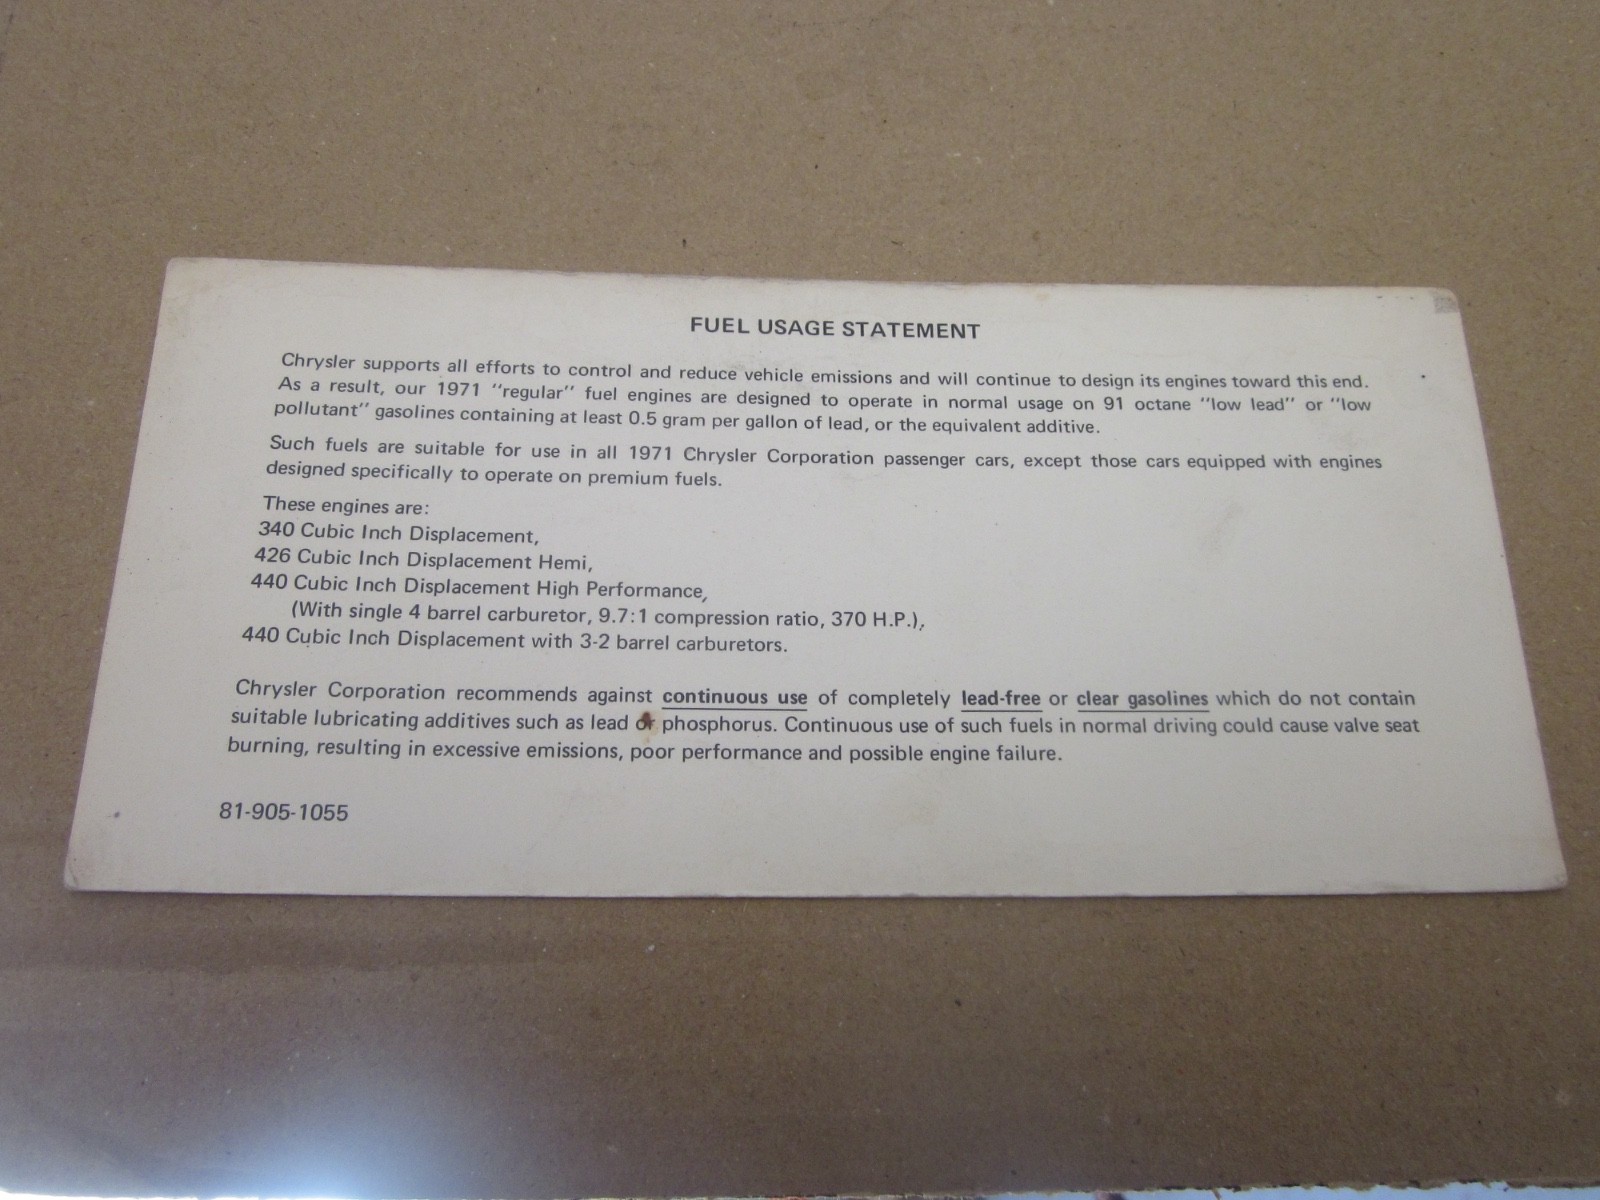 FUEL USAGE STATEMENT
Chrysler supports all efforts to control and reduce vehicle emissions and will continue to design its engines toward this end.
As a result, our 1971 "regular" fuel engines are designed to operate in normal usage on 91 octane "low lead" or "low
pollutant" gasolines containing at least 0.5 gram per gallon of lead, or the equivalent additive.
Such fuels are suitable for use in all 1971 Chrysler Corporation passenger cars, except those cars equipped with engines
designed specifically to operate on premium fuels.
These engines are:
340 Cubic Inch Displacement,
426 Cubic Inch Displacement Hemi,
440 Cubic Inch Displacement High Performance,
(With single 4 barrel carburetor, 9.7:1 compression ratio, 370 H.P.),
440 Cubic Inch Displacement with 3-2 barrel carburetors.
Chrysler Corporation recommends against continuous use of completely lead-free or clear gasolines which do not contain
suitable lubricating additives such as lead or phosphorus. Continuous use of such fuels in normal driving could cause valve seat
burning, resulting in excessive emissions, poor performance and possible engine failure.
81-905-1055